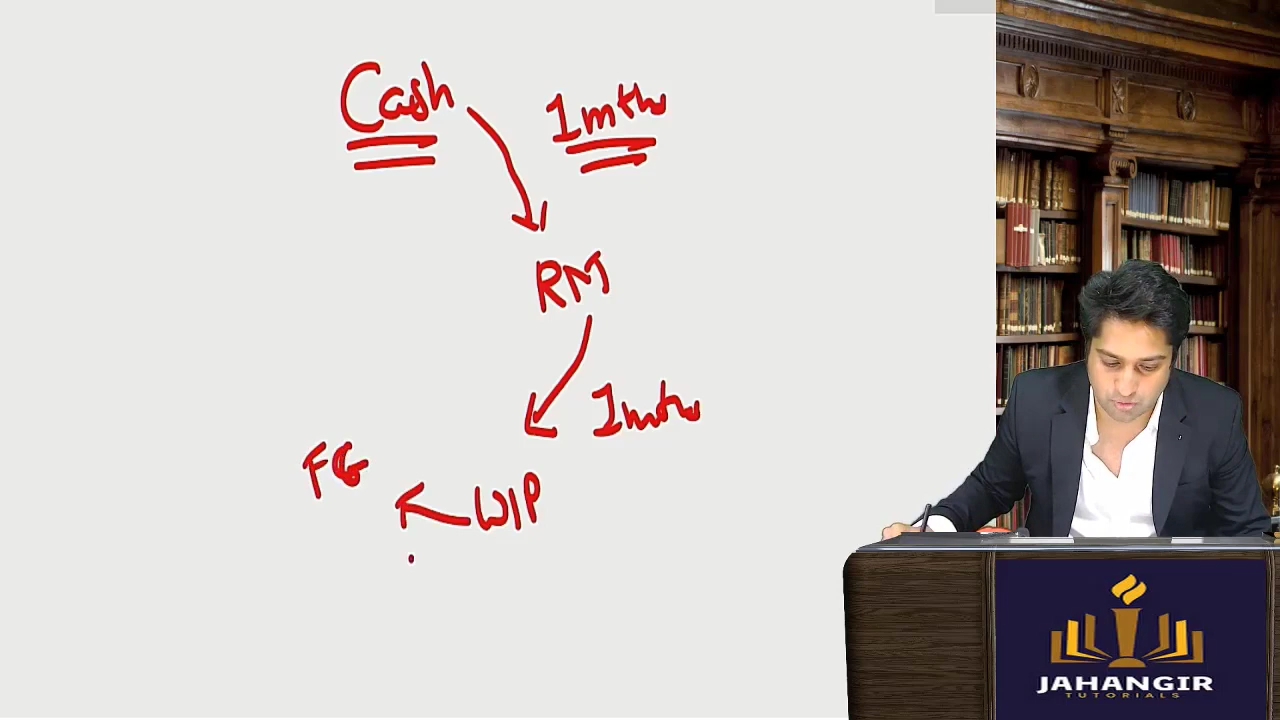 Cash
1mth
RM
1mth
FG
WIP
JAHANGIR
TUTORIALS